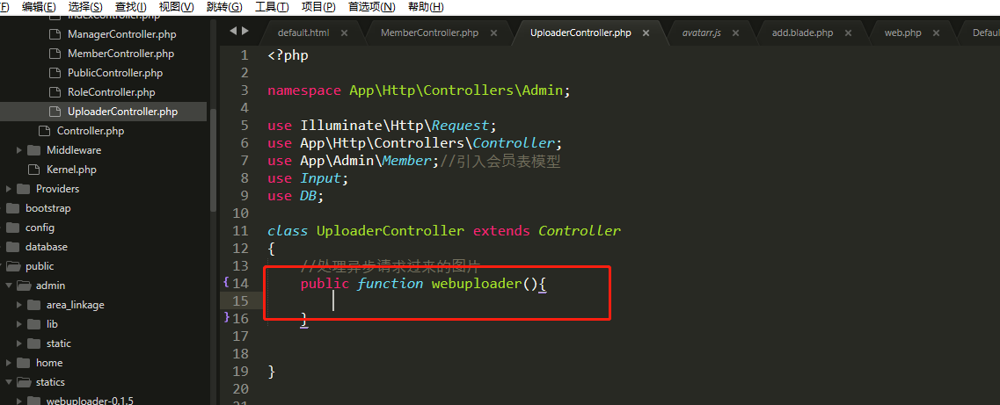 (F) 编辑(E) 选择(S) 查找(I) 视图(V) 跳转(G) 工具(T) 项目(P) 首选项(N) 帮助(H)
IndexController.php
ManagerController.php
MemberController.php
PublicController.php
RoleController.php
UploaderController.php
Controller.php
Middleware
Kernel.php
Providers
bootstrap
config
database
public
admin
area_linkage
lib
static
home
statics
webuploader-0.1.5
default.html × MemberController.php × UploaderController.php × avatarr.js × add.blade.php × web.php × Defau
1 <?php
2
3 namespace App\Http\Controllers\Admin;
4
5 use Illuminate\Http\Request;
6 use App\Http\Controllers\Controller;
7 use App\Admin\Member;//引入会员表模型
8 use Input;
9 use DB;
10
11 class UploaderController extends Controller
12 {
13 //处理异步请求过来的图片
{ 14 public function webuploader(){
15
} 16 }
17
18
19 }
20
21